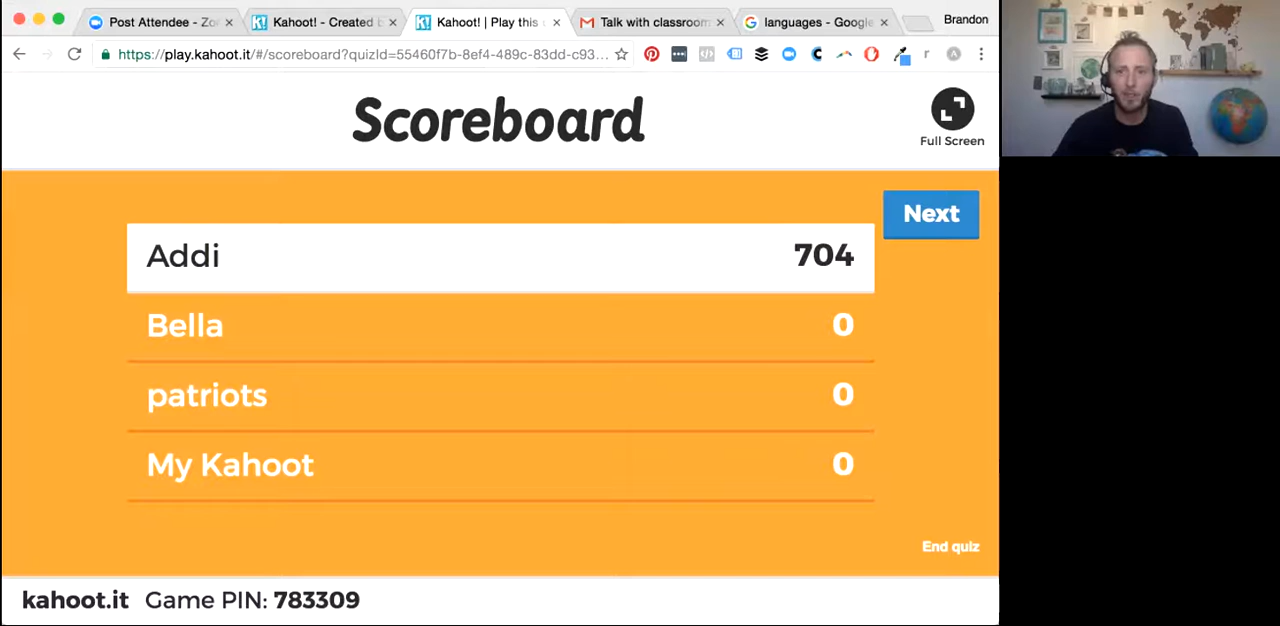 Post Attendee - Zo
Kahoot! - Created b
Kahoot! | Play this
Talk with classroom
languages - Google
Brandon
https://play.kahoot.it/#/scoreboard?quizId=55460f7b-8ef4-489c-83dd-c93...
Scoreboard
Full Screen
Next
Addi 704
Bella 0
patriots 0
My Kahoot 0
End quiz
kahoot.it Game PIN: 783309